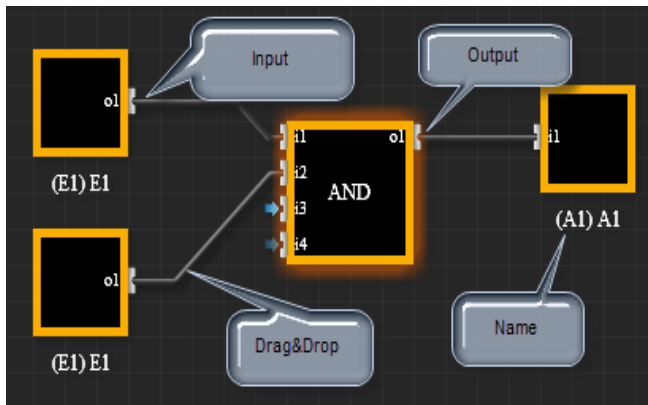 Input
Output
o1
(E1) E1
i1
o1
i2
AND
i3
i4
i1
(A1) A1
o1
(E1) E1
Drag&Drop
Name